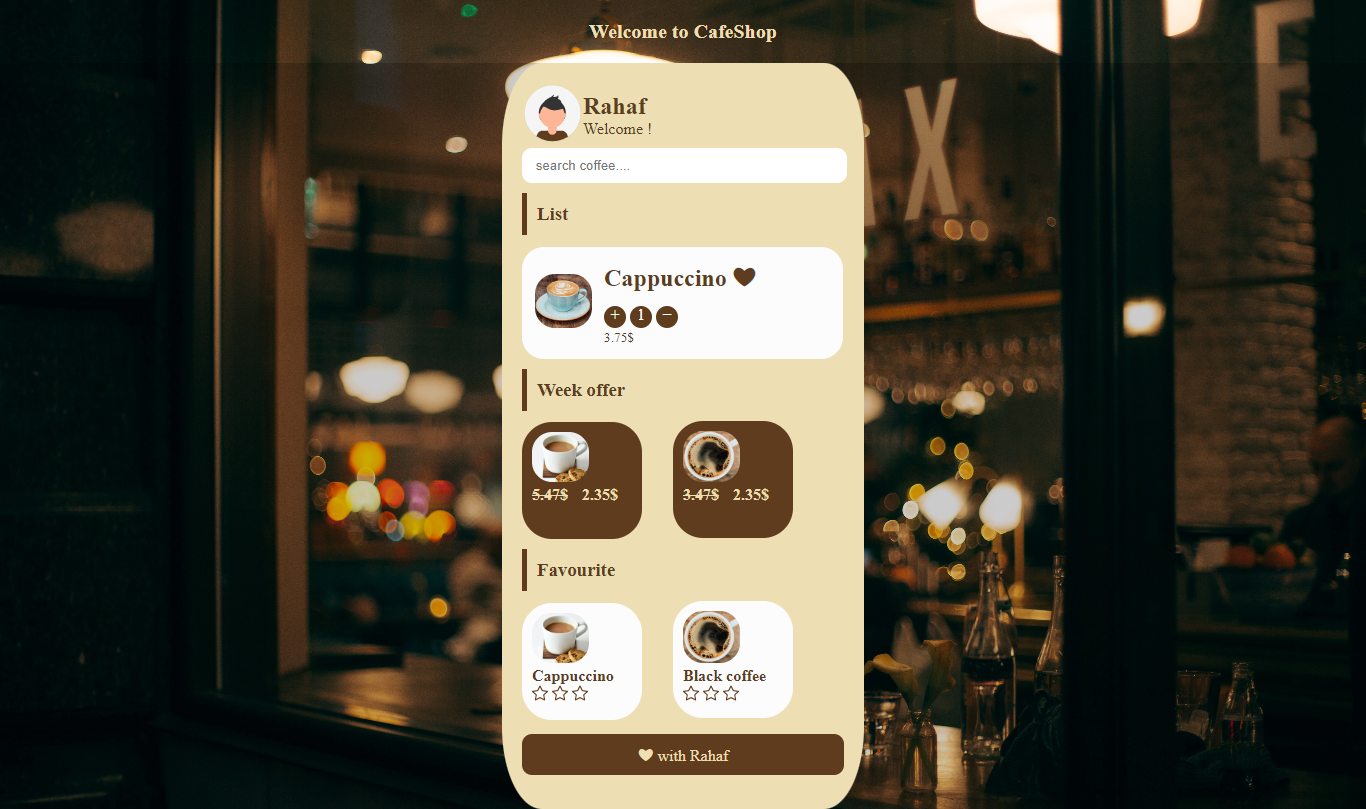 Welcome to CafeShop
E
X
Rahaf
Welcome !
search coffee....
List
Cappuccino
+ 1 −
3.75$
Week offer
5.47$ 2.35$
3.47$ 2.35$
Favourite
Cappuccino
Black coffee
with Rahaf